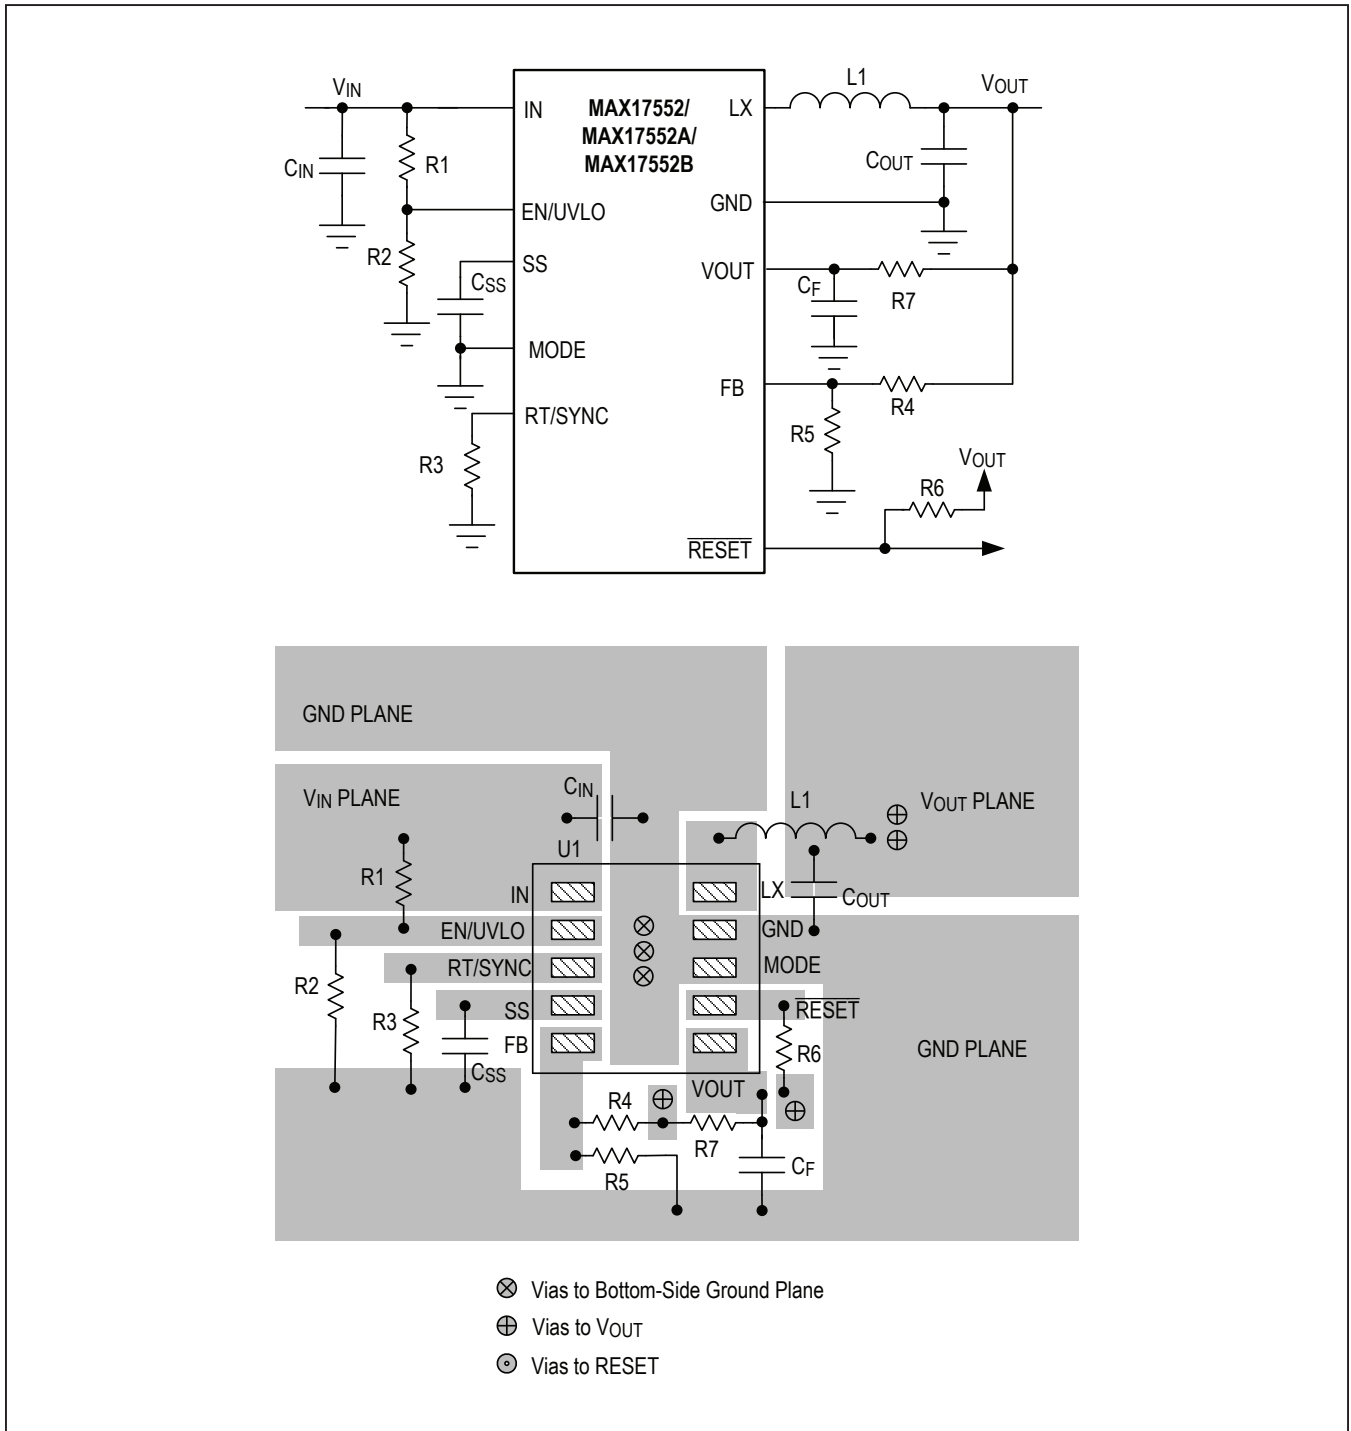 VIN
CIN
R1
R2
CSS
R3
IN
EN/UVLO
SS
MODE
RT/SYNC
MAX17552/
MAX17552A/
MAX17552B
LX
GND
VOUT
FB
RESET
L1
VOUT
COUT
CF
R7
R4
R5
VOUT
R6
GND PLANE
VIN PLANE
CIN
U1
L1
VOUT PLANE
R1
IN
LX
COUT
EN/UVLO
GND
RT/SYNC
MODE
R2
SS
RESET
R3
FB
R6
GND PLANE
CSS
VOUT
R4
R7
R5
CF
Vias to Bottom-Side Ground Plane
Vias to VOUT
Vias to RESET